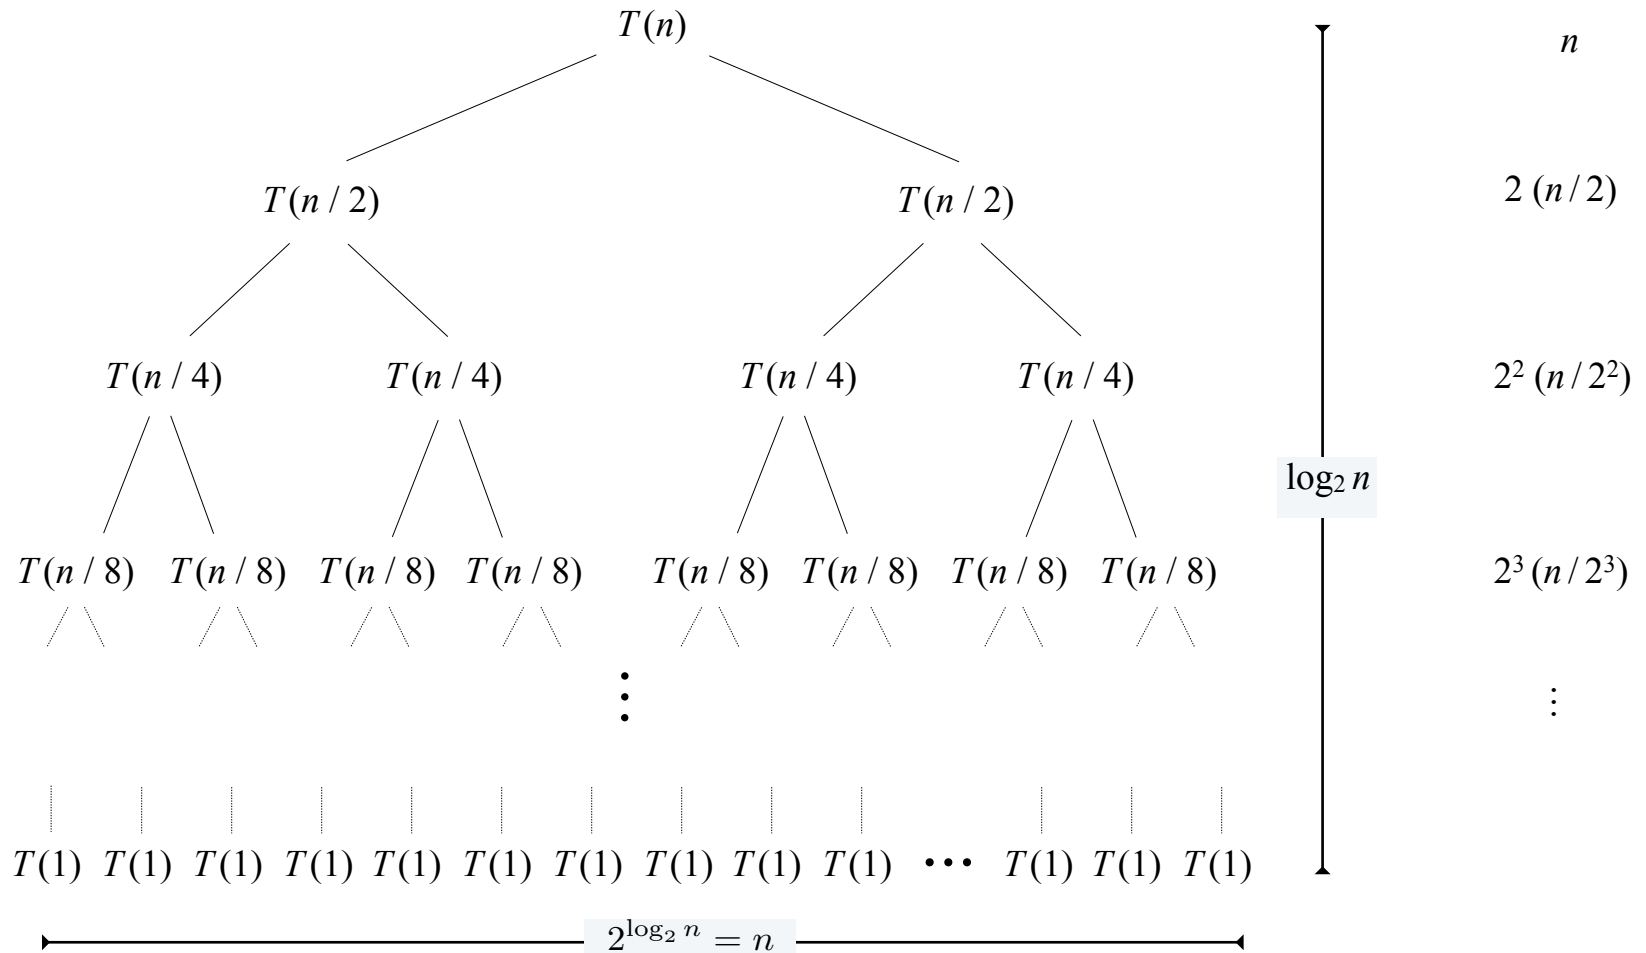 T(n) n
T(n / 2) T(n / 2) 2 (n / 2)
T(n / 4) T(n / 4) T(n / 4) T(n / 4) 2² (n / 2²)
log₂ n
T(n / 8) T(n / 8) T(n / 8) T(n / 8) T(n / 8) T(n / 8) T(n / 8) T(n / 8) 2³ (n / 2³)
⋮ ⋮
T(1) T(1) T(1) T(1) T(1) T(1) T(1) T(1) T(1) T(1) ⋯ T(1) T(1) T(1)
2^{log₂ n} = n